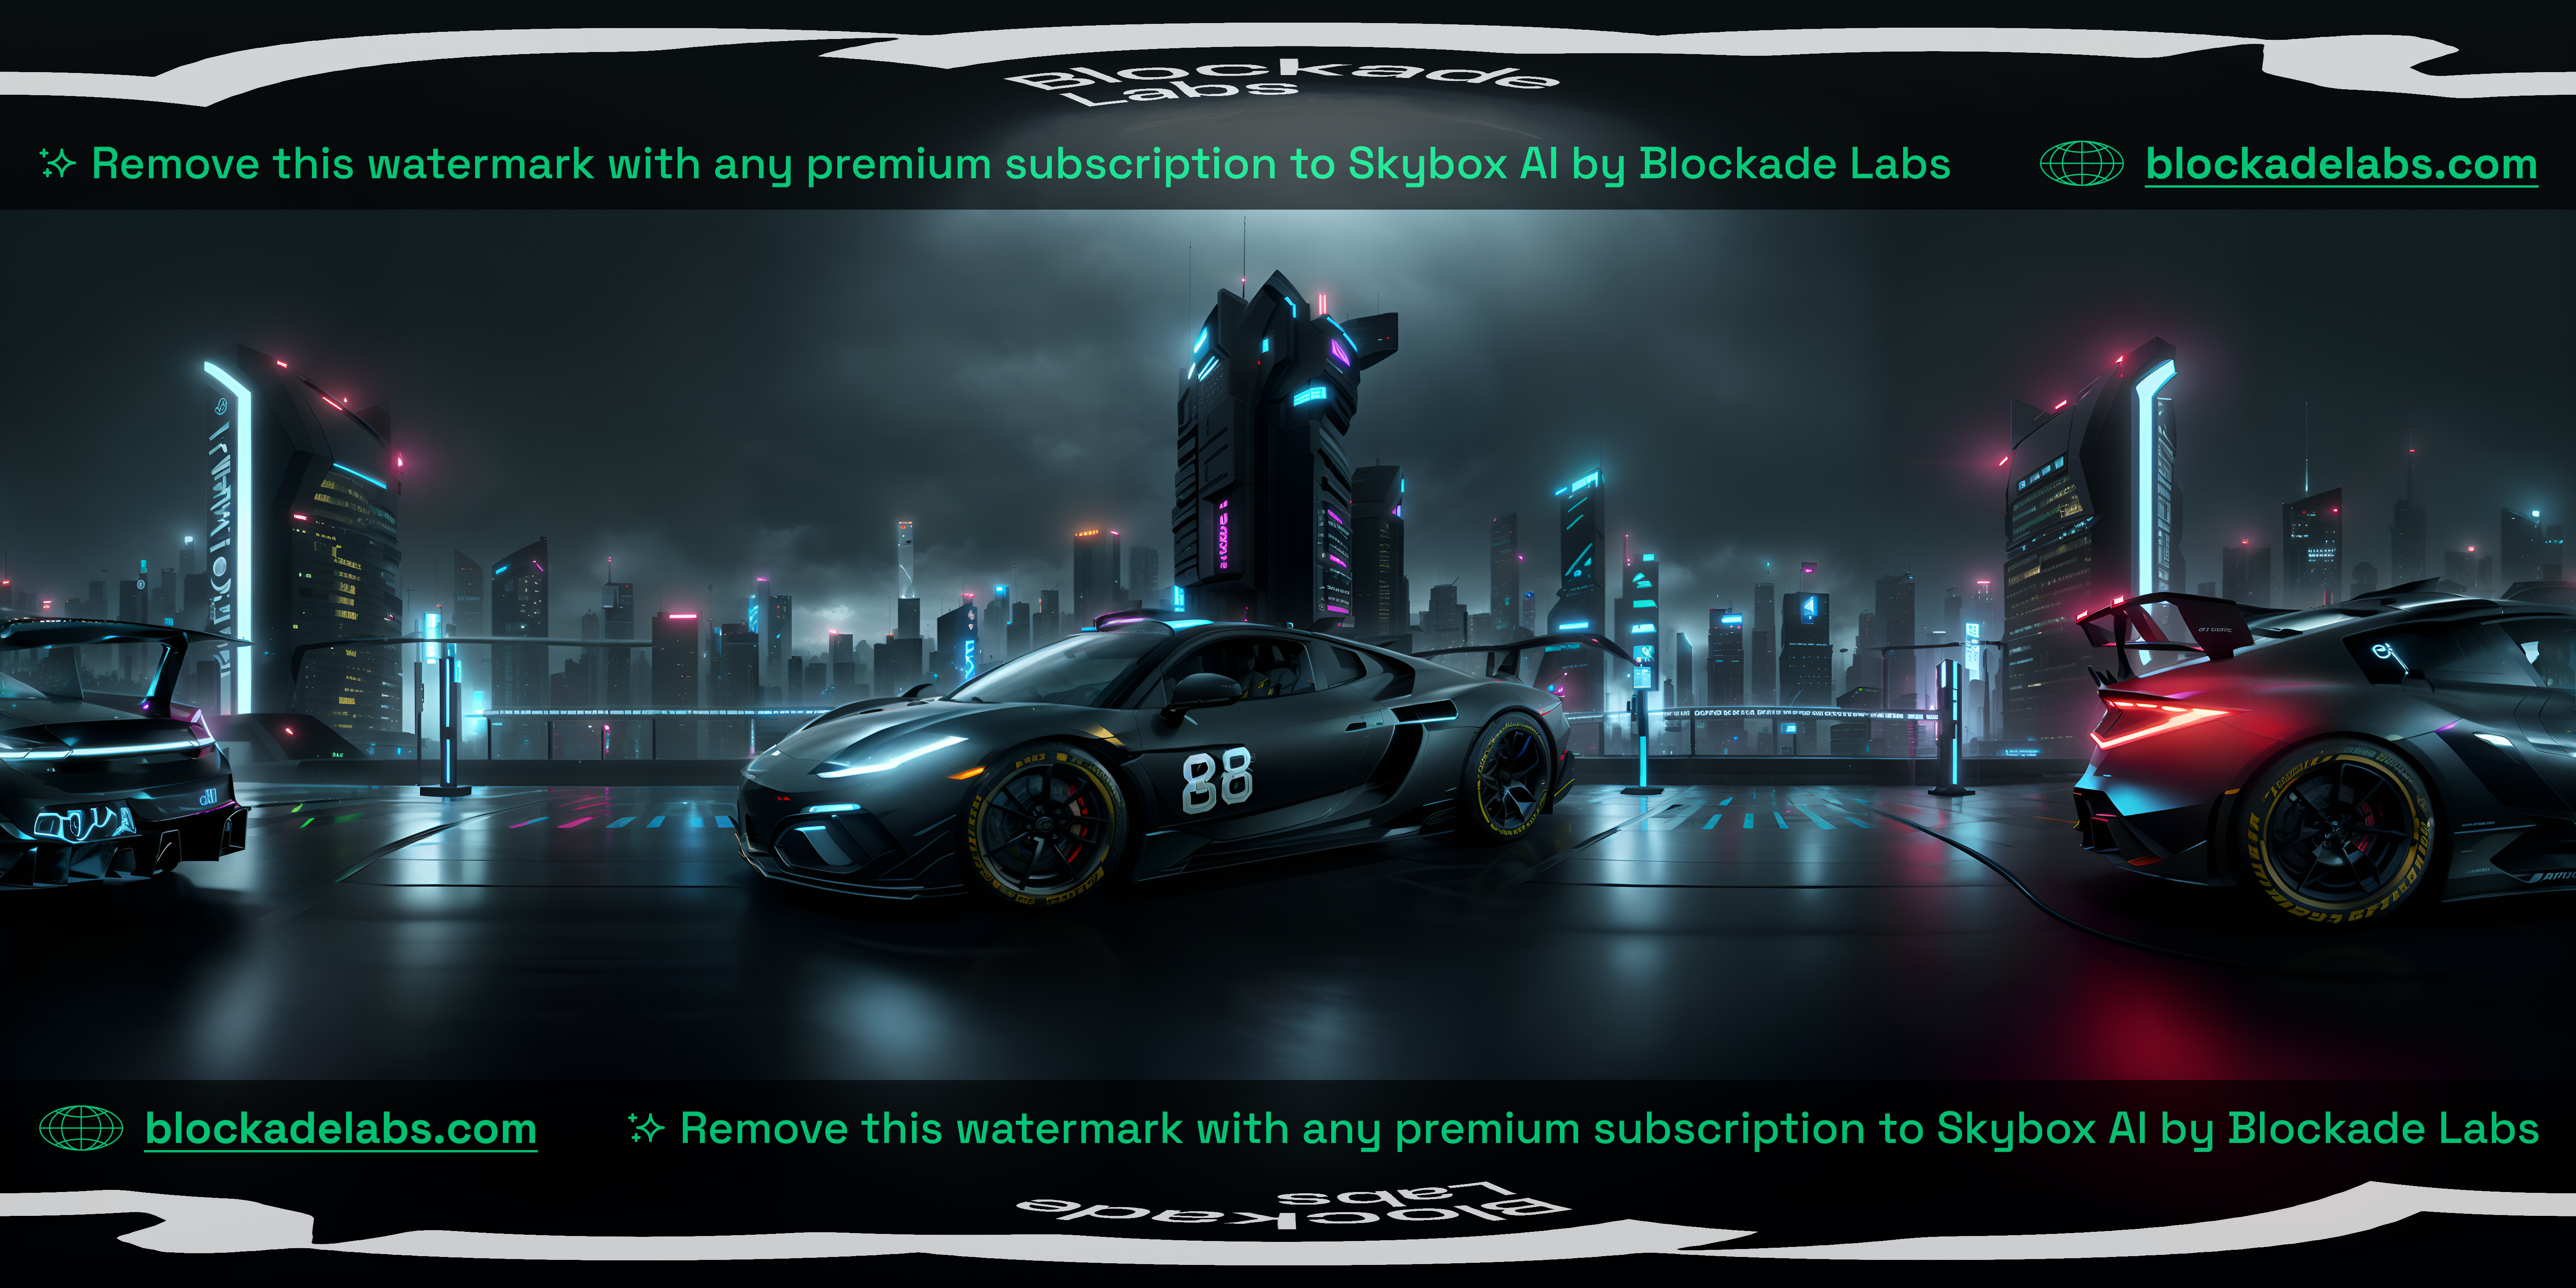 Blockade
Labs
Remove this watermark with any premium subscription to Skybox AI by Blockade Labs
blockadelabs.com
88
blockadelabs.com
Remove this watermark with any premium subscription to Skybox AI by Blockade Labs
Blockade
Labs